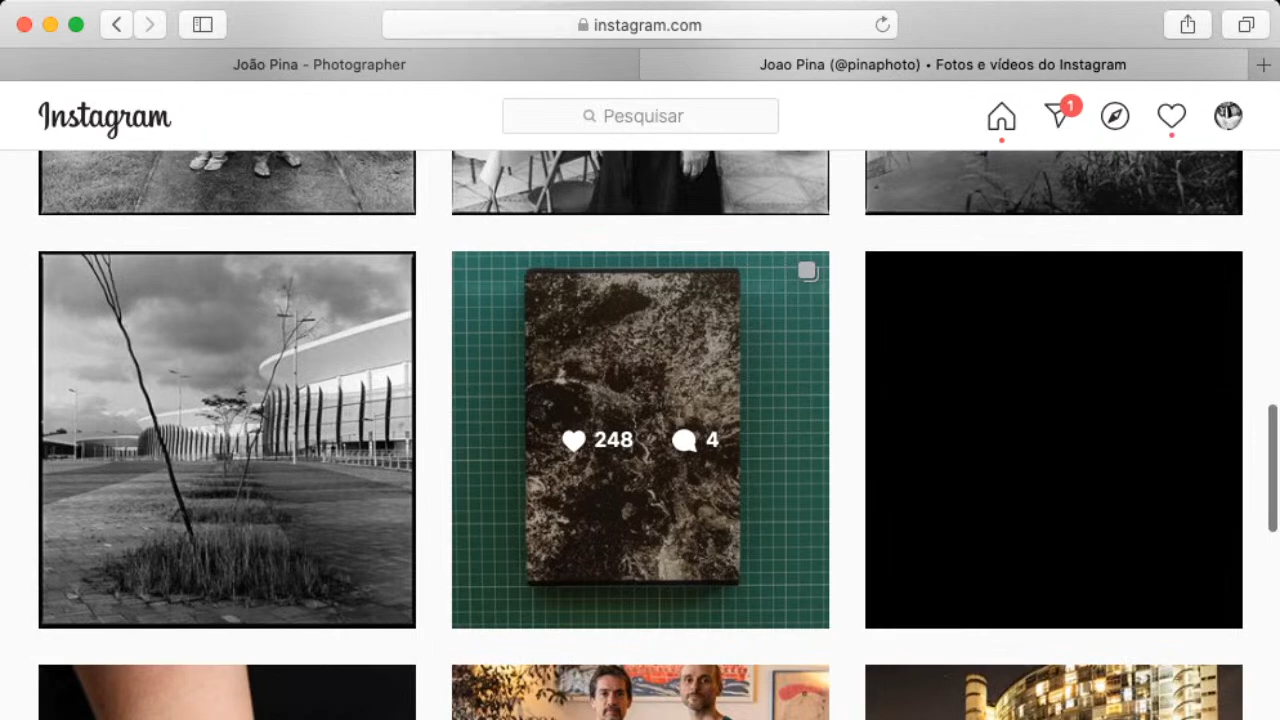 instagram.com
João Pina - Photographer
Joao Pina (@pinaphoto) • Fotos e vídeos do Instagram
Instagram
Pesquisar
1
248
4